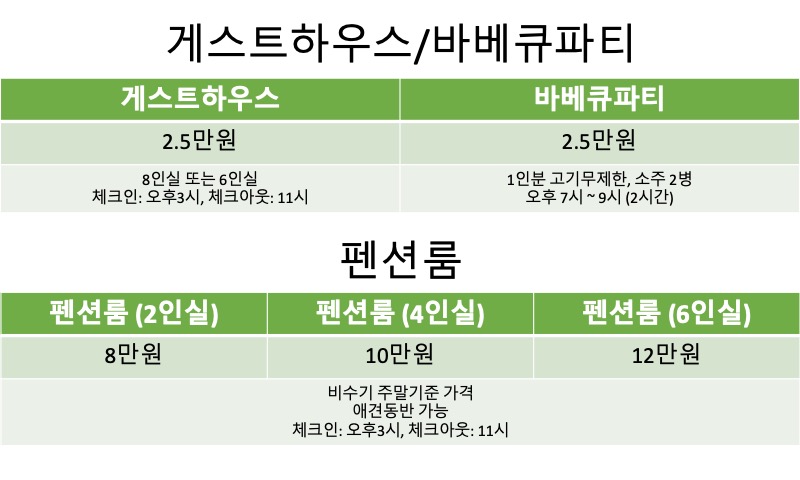 게스트하우스/바베큐파티
게스트하우스
바베큐파티
2.5만원
2.5만원
8인실 또는 6인실
체크인: 오후3시, 체크아웃: 11시
1인분 고기무제한, 소주 2병
오후 7시 ~ 9시 (2시간)
펜션룸
펜션룸 (2인실)
펜션룸 (4인실)
펜션룸 (6인실)
8만원
10만원
12만원
비수기 주말기준 가격
애견동반 가능
체크인: 오후3시, 체크아웃: 11시